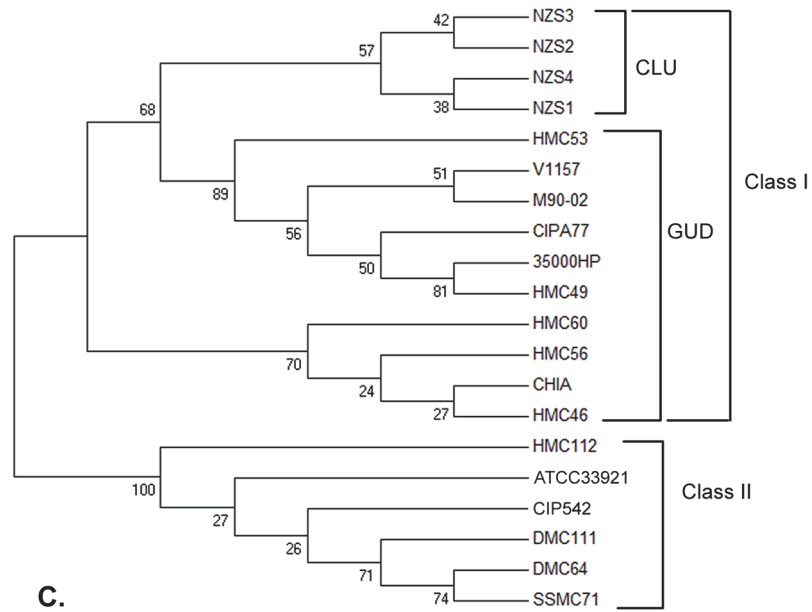 42
NZS3
NZS2
57
NZS4
38
NZS1
CLU
68
HMC53
89
51
V1157
M90-02
56
CIPA77
50
35000HP
81
HMC49
GUD
Class I
HMC60
70
HMC56
24
CHIA
27
HMC46
HMC112
100
ATCC33921
27
CIP542
26
DMC111
71
DMC64
74
SSMC71
Class II
C.